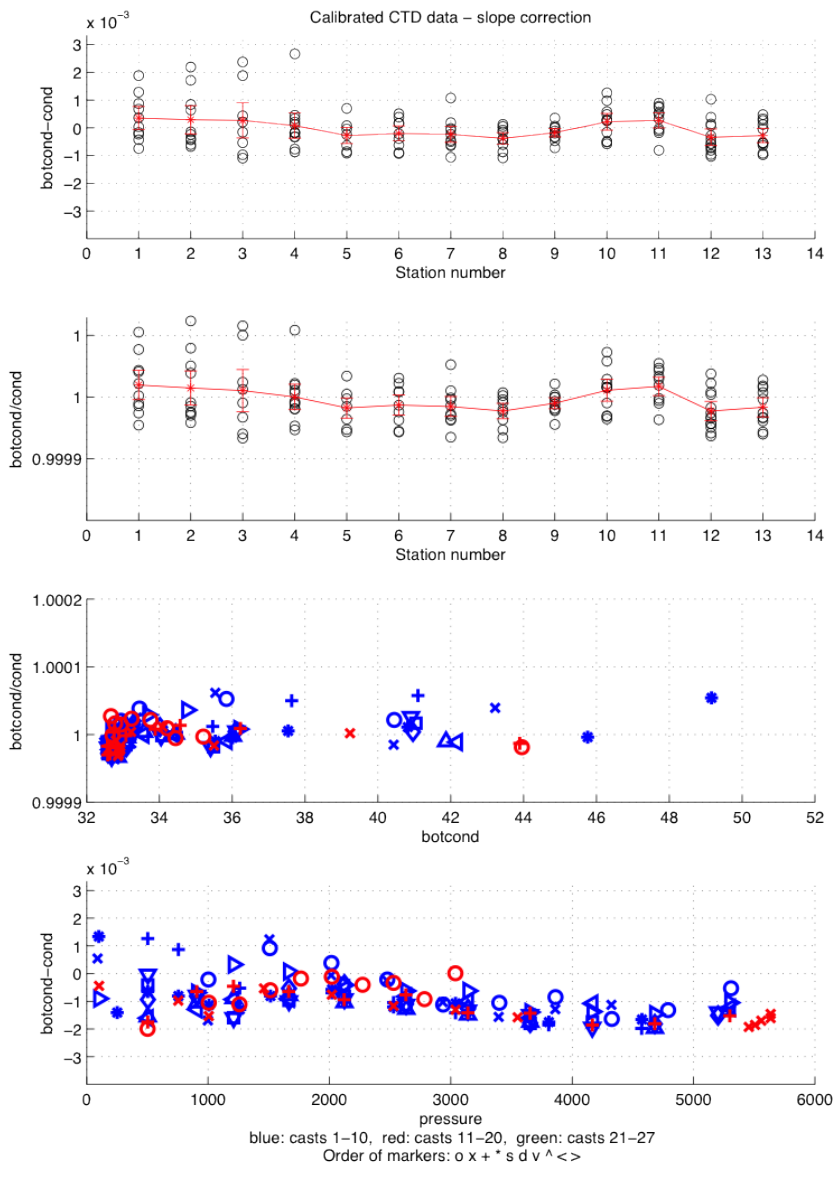 Calibrated CTD data − slope correction
x 10−3
3
2
1
0
−1
−2
−3
botcond−cond
0 1 2 3 4 5 6 7 8 9 10 11 12 13 14
Station number
1
1
0.9999
botcond/cond
0 1 2 3 4 5 6 7 8 9 10 11 12 13 14
Station number
1.0002
1.0001
1
0.9999
botcond/cond
32 34 36 38 40 42 44 46 48 50 52
botcond
x 10−3
3
2
1
0
−1
−2
−3
botcond−cond
0 1000 2000 3000 4000 5000 6000
pressure
blue: casts 1−10, red: casts 11−20, green: casts 21−27
Order of markers: o x + * s d v ^ < >